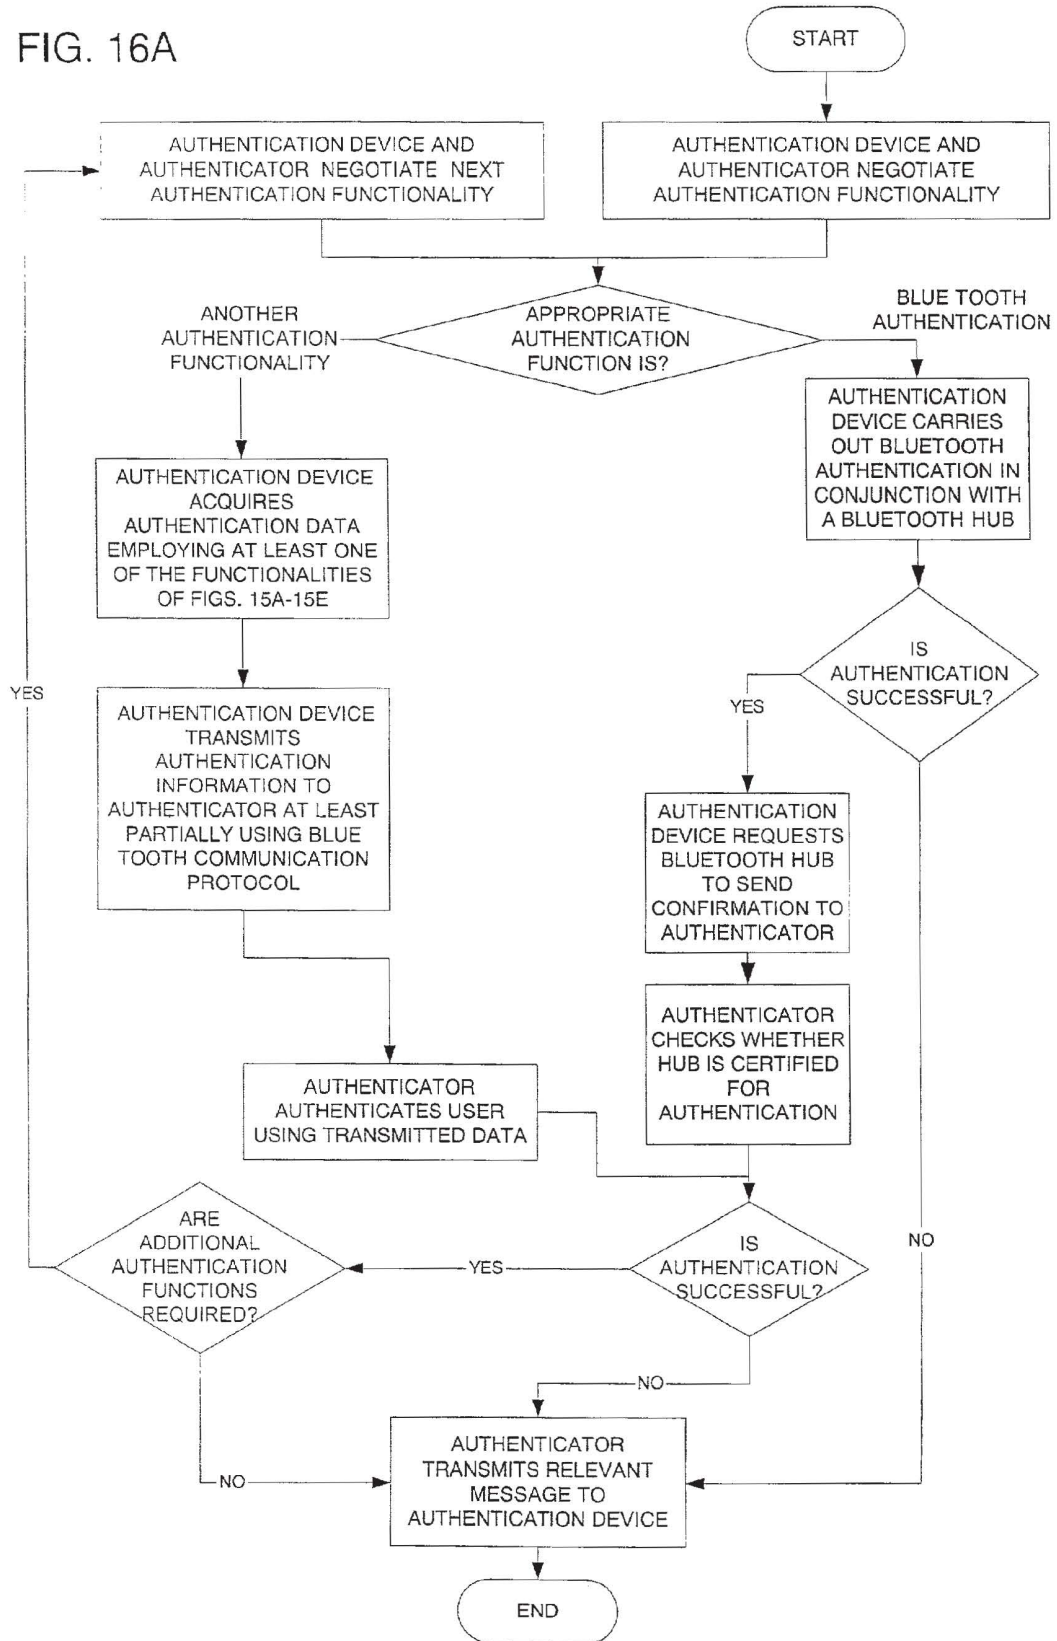 FIG. 16A
START
AUTHENTICATION DEVICE AND
AUTHENTICATOR NEGOTIATE NEXT
AUTHENTICATION FUNCTIONALITY
AUTHENTICATION DEVICE AND
AUTHENTICATOR NEGOTIATE
AUTHENTICATION FUNCTIONALITY
ANOTHER
AUTHENTICATION
FUNCTIONALITY
APPROPRIATE
AUTHENTICATION
FUNCTION IS?
BLUE TOOTH
AUTHENTICATION
AUTHENTICATION
DEVICE CARRIES
OUT BLUETOOTH
AUTHENTICATION IN
CONJUNCTION WITH
A BLUETOOTH HUB
AUTHENTICATION DEVICE
ACQUIRES
AUTHENTICATION DATA
EMPLOYING AT LEAST ONE
OF THE FUNCTIONALITIES
OF FIGS. 15A-15E
IS
AUTHENTICATION
SUCCESSFUL?
YES
YES
AUTHENTICATION DEVICE
TRANSMITS
AUTHENTICATION
INFORMATION TO
AUTHENTICATOR AT LEAST
PARTIALLY USING BLUE
TOOTH COMMUNICATION
PROTOCOL
AUTHENTICATION
DEVICE REQUESTS
BLUETOOTH HUB
TO SEND
CONFIRMATION TO
AUTHENTICATOR
AUTHENTICATOR
CHECKS WHETHER
HUB IS CERTIFIED
FOR
AUTHENTICATION
AUTHENTICATOR
AUTHENTICATES USER
USING TRANSMITTED DATA
ARE
ADDITIONAL
AUTHENTICATION
FUNCTIONS
REQUIRED?
YES
IS
AUTHENTICATION
SUCCESSFUL?
NO
NO
NO
AUTHENTICATOR
TRANSMITS RELEVANT
MESSAGE TO
AUTHENTICATION DEVICE
END